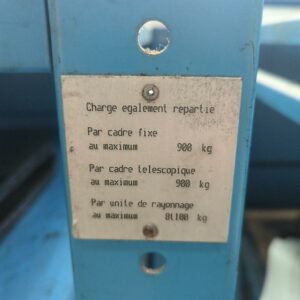 Charge egalement repartie
Par cadre fixe
au maximum 900 kg
Par cadre telescopique
au maximum 900 kg
Par unite de rayonnage
au maximum 8100 kg